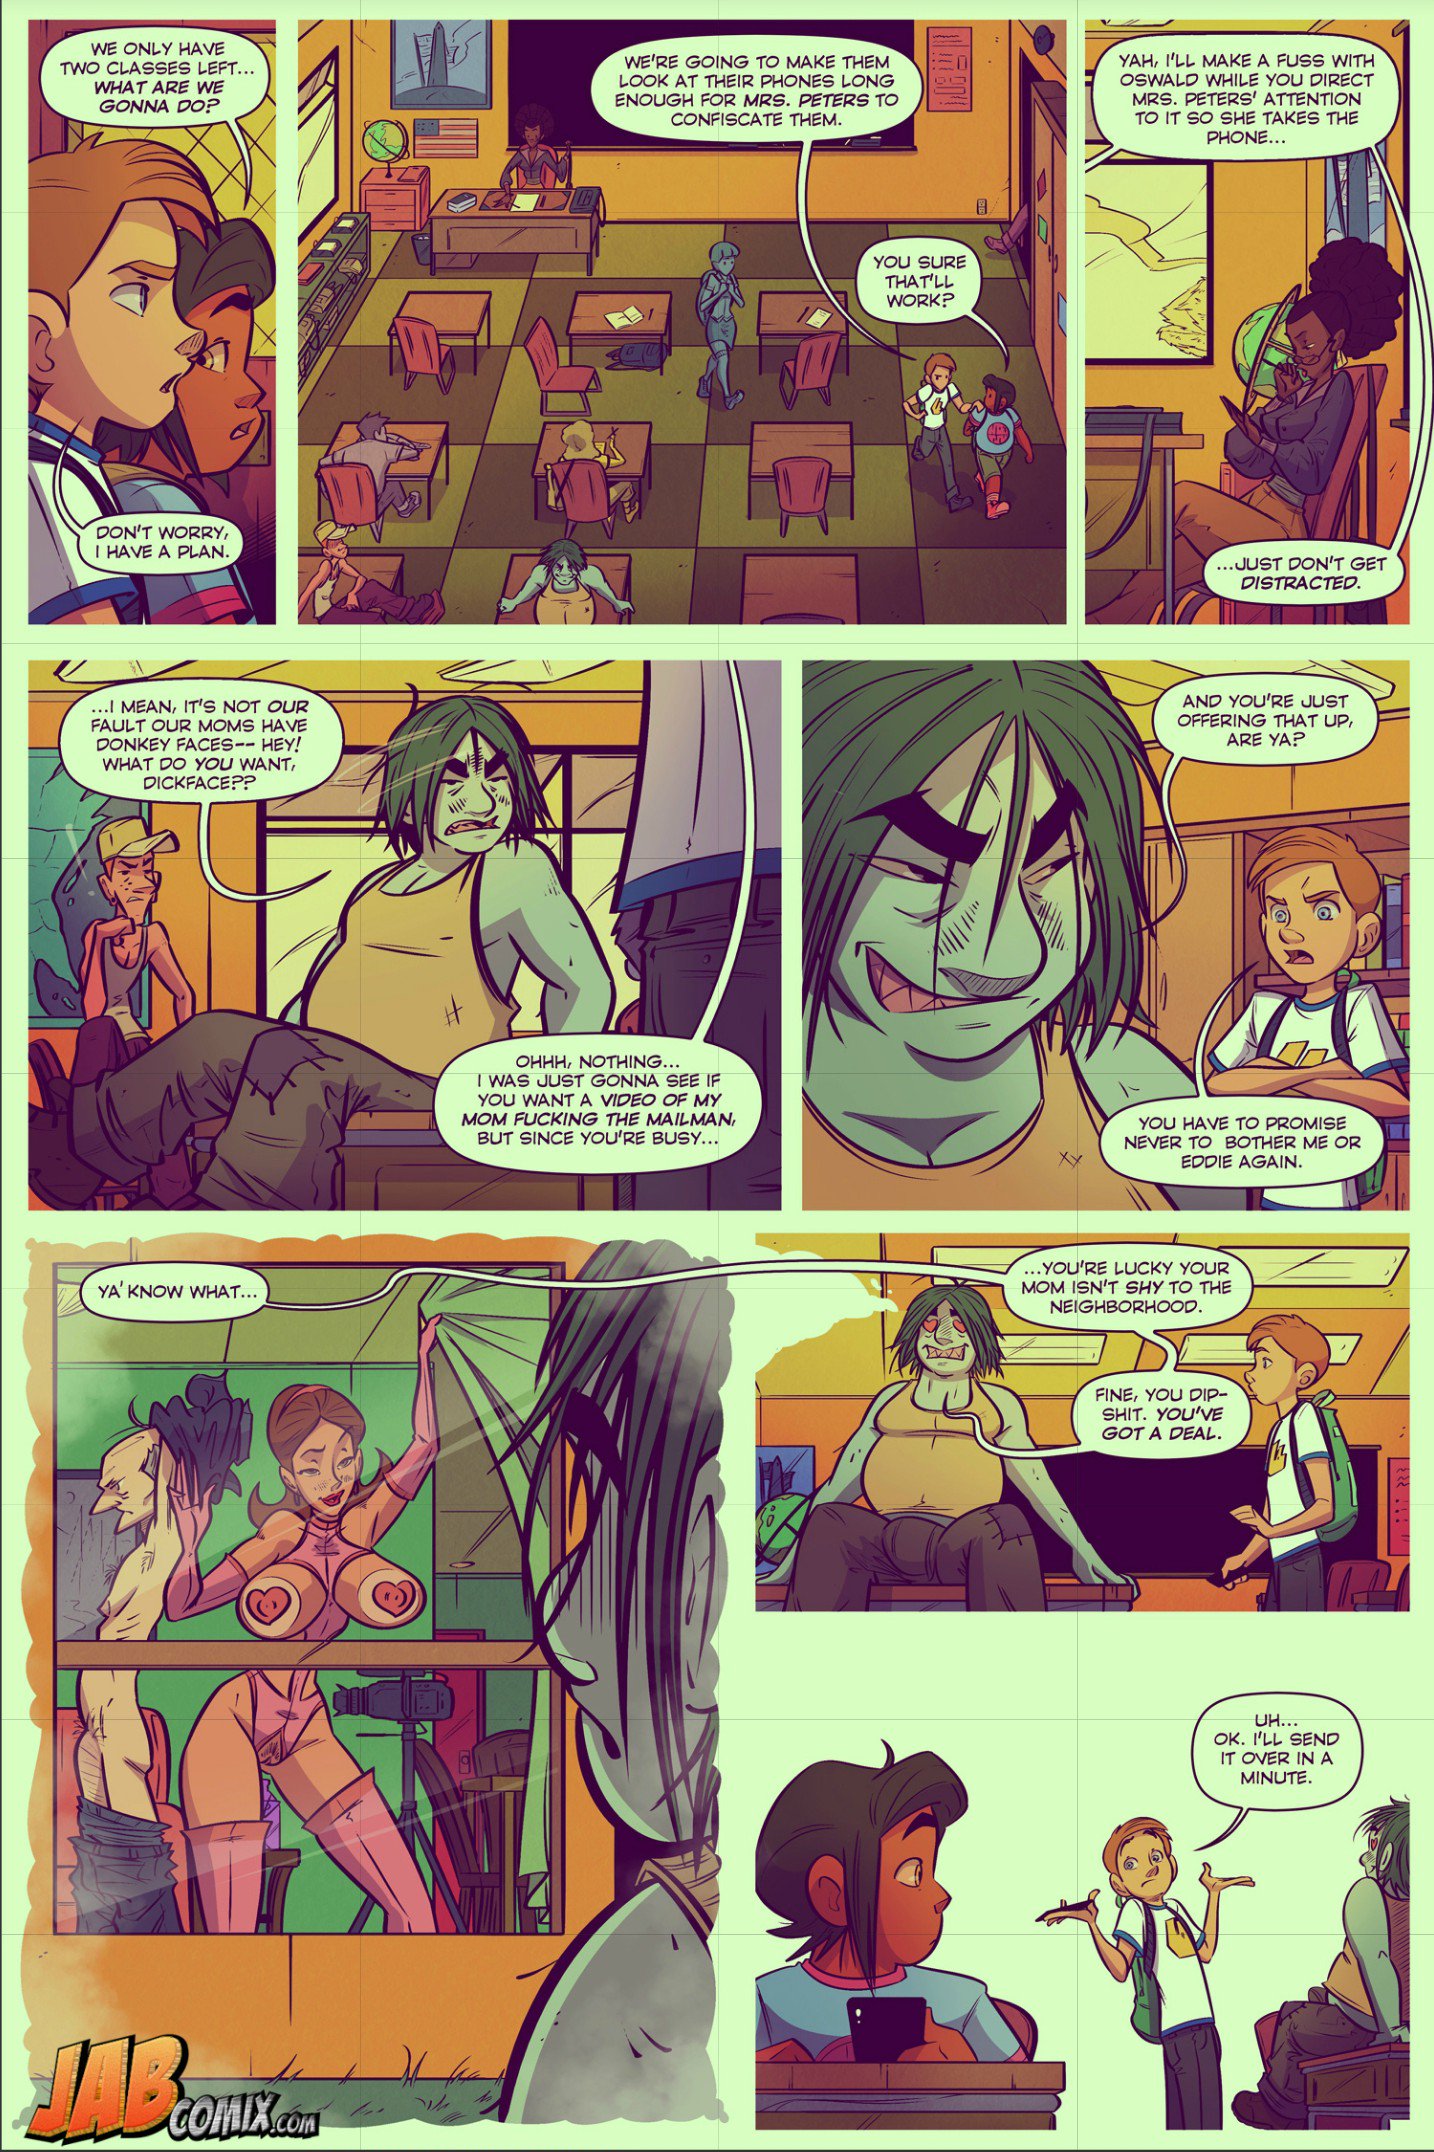 WE ONLY HAVE
TWO CLASSES LEFT...
WHAT ARE WE
GONNA DO?
DON'T WORRY,
I HAVE A PLAN.
WE'RE GOING TO MAKE THEM
LOOK AT THEIR PHONES LONG
ENOUGH FOR MRS. PETERS TO
CONFISCATE THEM.
YOU SURE
THAT'LL
WORK?
YAH, I'LL MAKE A FUSS WITH
OSWALD WHILE YOU DIRECT
MRS. PETERS' ATTENTION
TO IT SO SHE TAKES THE
PHONE...
...JUST DON'T GET
DISTRACTED.
...I MEAN, IT'S NOT OUR
FAULT OUR MOMS HAVE
DONKEY FACES-- HEY!
WHAT DO YOU WANT,
DICKFACE??
OHHH, NOTHING...
I WAS JUST GONNA SEE IF
YOU WANT A VIDEO OF MY
MOM FUCKING THE MAILMAN,
BUT SINCE YOU'RE BUSY...
AND YOU'RE JUST
OFFERING THAT UP,
ARE YA?
YOU HAVE TO PROMISE
NEVER TO BOTHER ME OR
EDDIE AGAIN.
YA' KNOW WHAT...
...YOU'RE LUCKY YOUR
MOM ISN'T SHY TO THE
NEIGHBORHOOD.
FINE, YOU DIP-
SHIT. YOU'VE
GOT A DEAL.
UH...
OK. I'LL SEND
IT OVER IN A
MINUTE.
JAB
COMIX.com